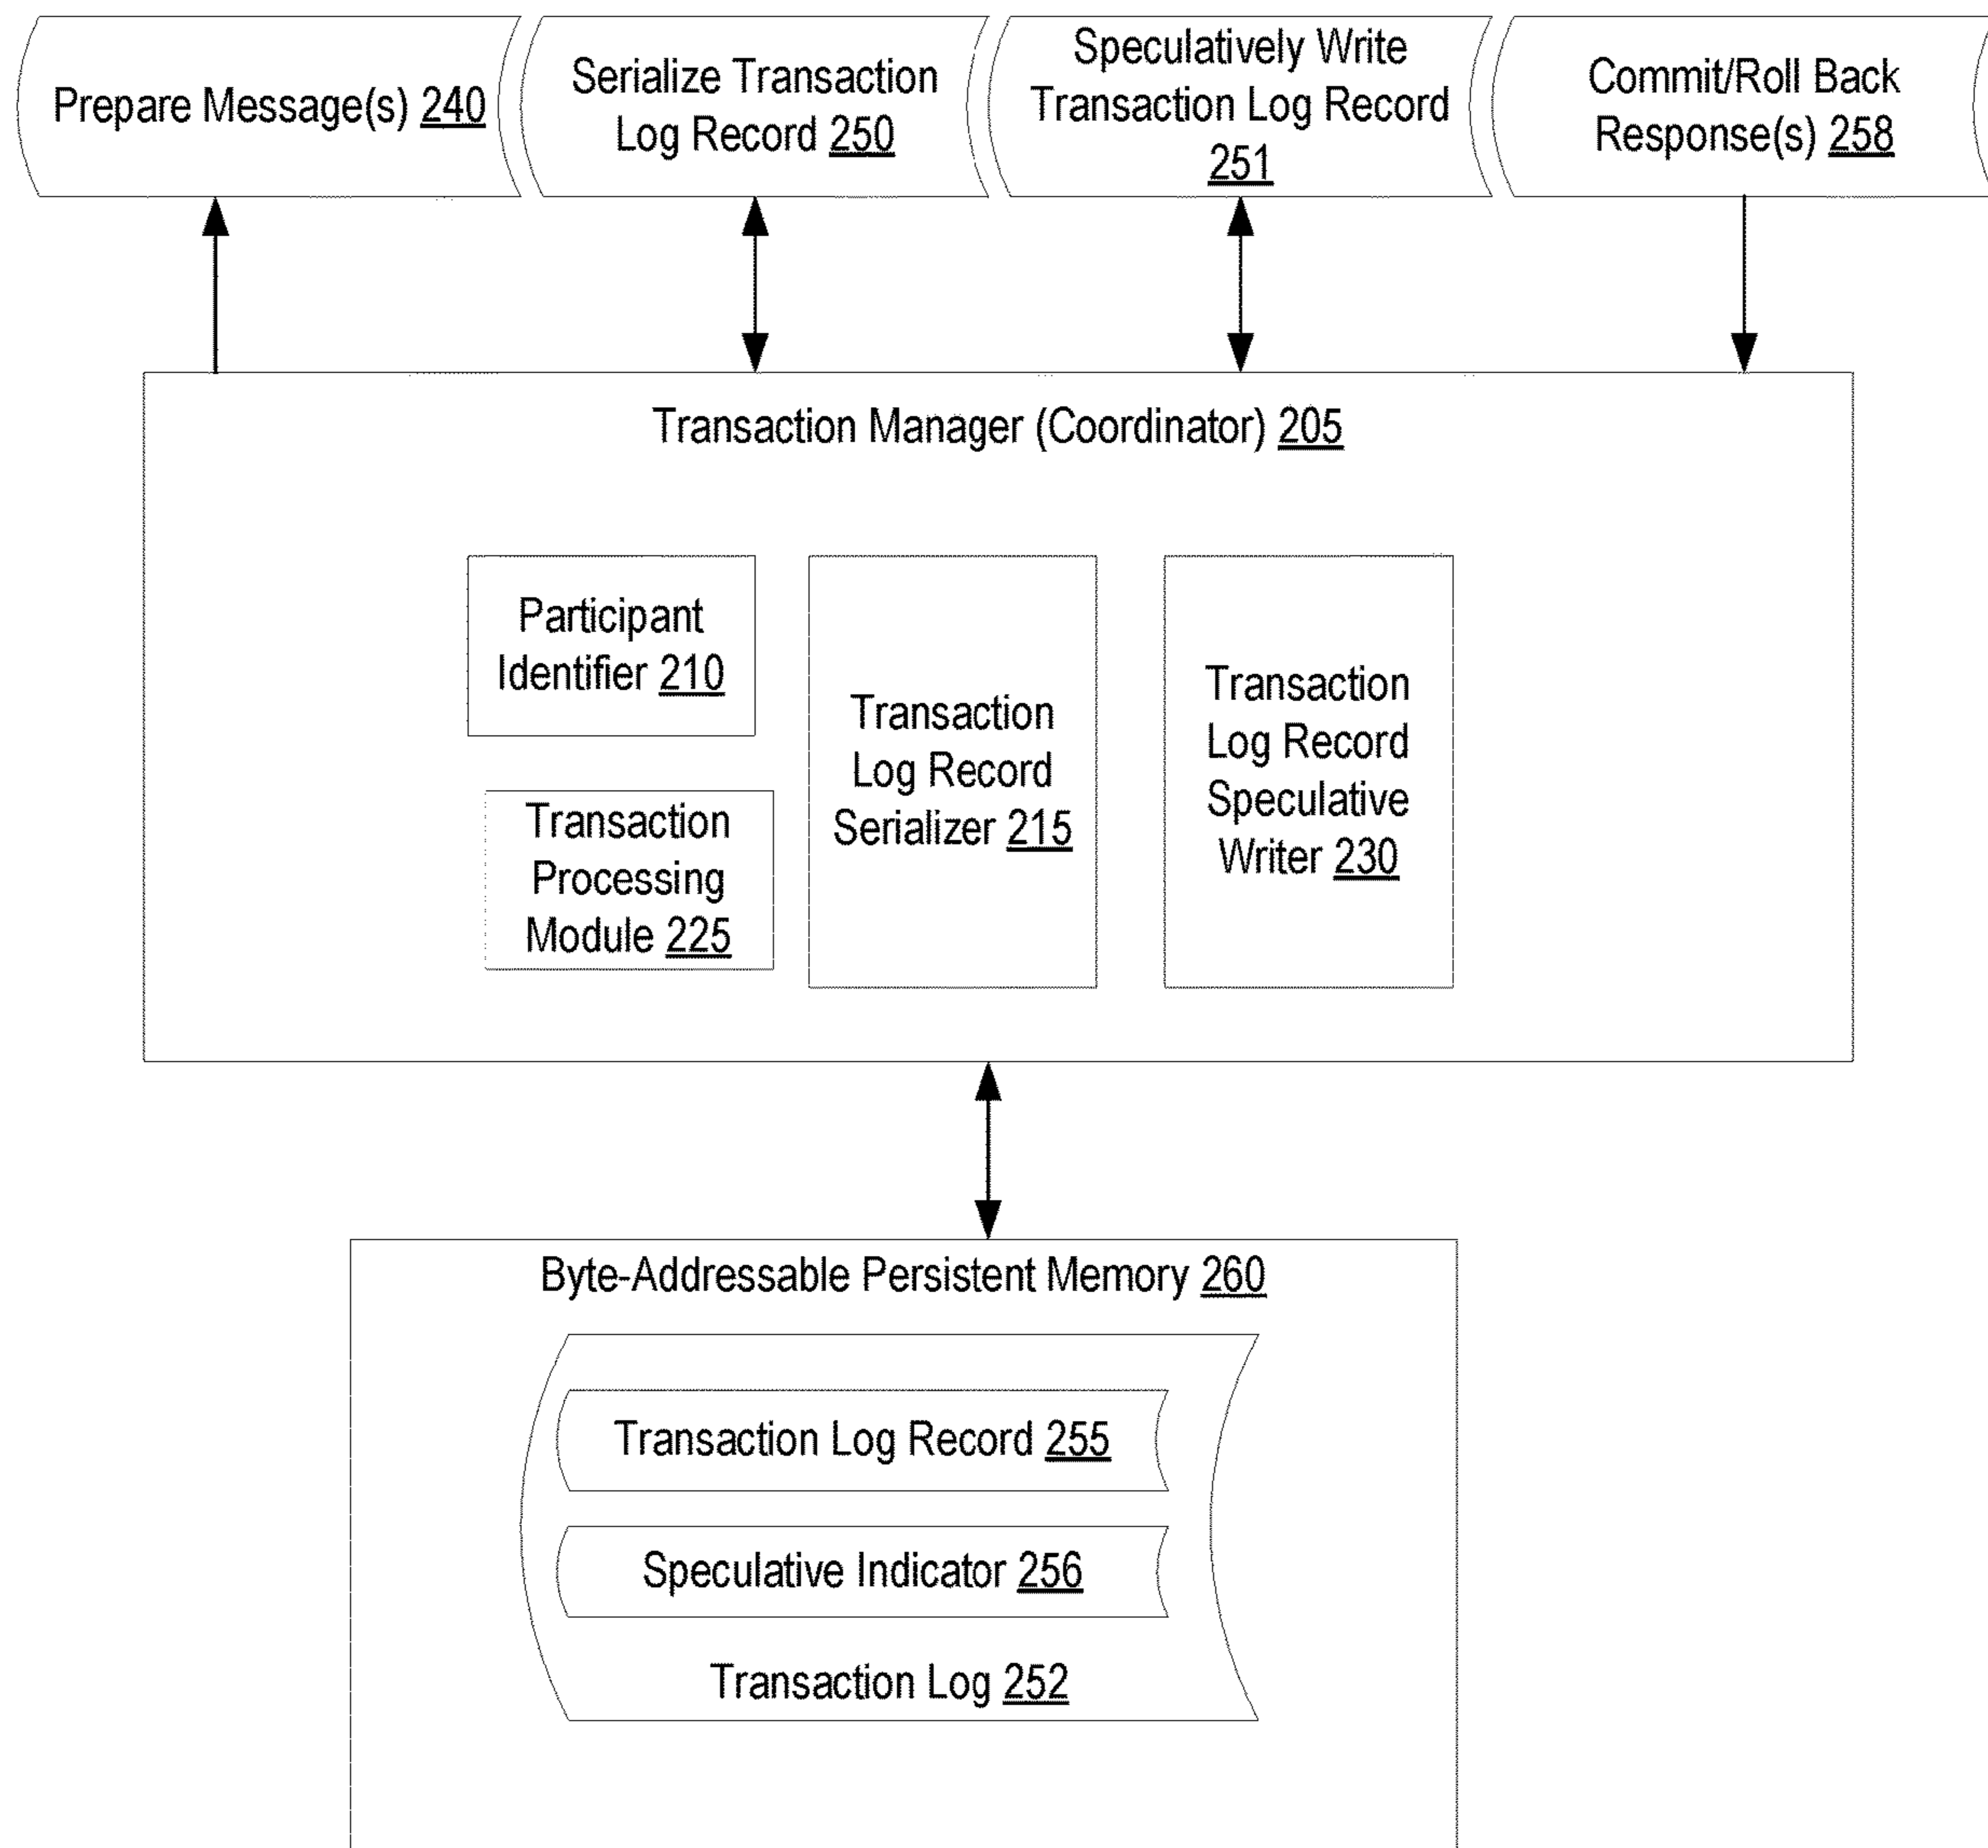 Prepare Message(s) 240
Serialize Transaction
Log Record 250
Speculatively Write
Transaction Log Record
251
Commit/Roll Back
Response(s) 258
Transaction Manager (Coordinator) 205
Participant
Identifier 210
Transaction
Processing
Module 225
Transaction
Log Record
Serializer 215
Transaction
Log Record
Speculative
Writer 230
Byte-Addressable Persistent Memory 260
Transaction Log Record 255
Speculative Indicator 256
Transaction Log 252